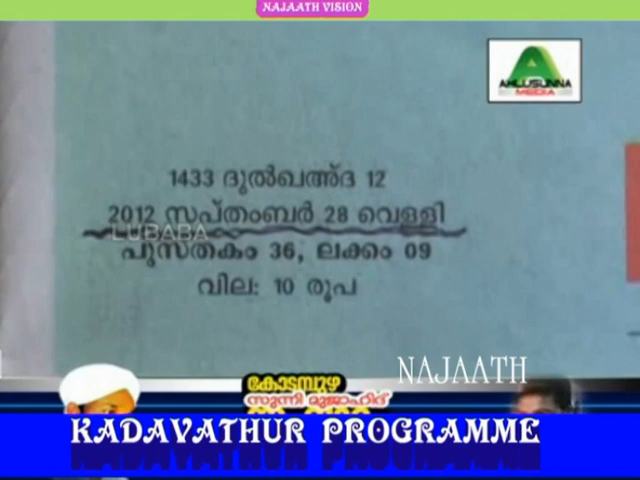 NAJAATH VISION
AHLUSUNNA
MEDIA
1433 ദുൽഖഅ്ദ 12
2012 സപ്തംബർ 28 വെള്ളി
LUBABA
പുസ്തകം 36, ലക്കം 09
വില: 10 രൂപ
NAJAATH
കോടമ്പുഴ
സുന്നി മുജാഹിദ്
KADAVATHUR PROGRAMME